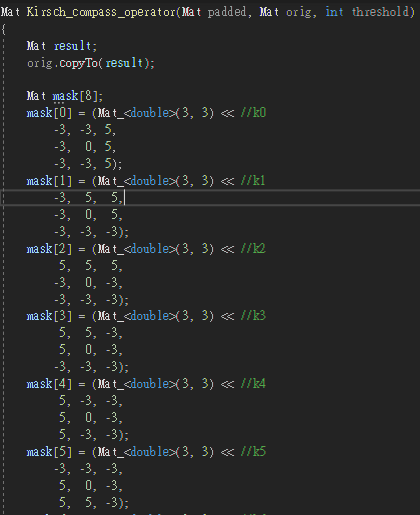 Mat Kirsch_compass_operator(Mat padded, Mat orig, int threshold)
{
Mat result;
orig.copyTo(result);
Mat mask[8];
mask[0] = (Mat_<double>(3, 3) << //k0
-3, -3, 5,
-3, 0, 5,
-3, -3, 5);
mask[1] = (Mat_<double>(3, 3) << //k1
-3, 5, 5,
-3, 0, 5,
-3, -3, -3);
mask[2] = (Mat_<double>(3, 3) << //k2
5, 5, 5,
-3, 0, -3,
-3, -3, -3);
mask[3] = (Mat_<double>(3, 3) << //k3
5, 5, -3,
5, 0, -3,
-3, -3, -3);
mask[4] = (Mat_<double>(3, 3) << //k4
5, -3, -3,
5, 0, -3,
5, -3, -3);
mask[5] = (Mat_<double>(3, 3) << //k5
-3, -3, -3,
5, 0, -3,
5, 5, -3);